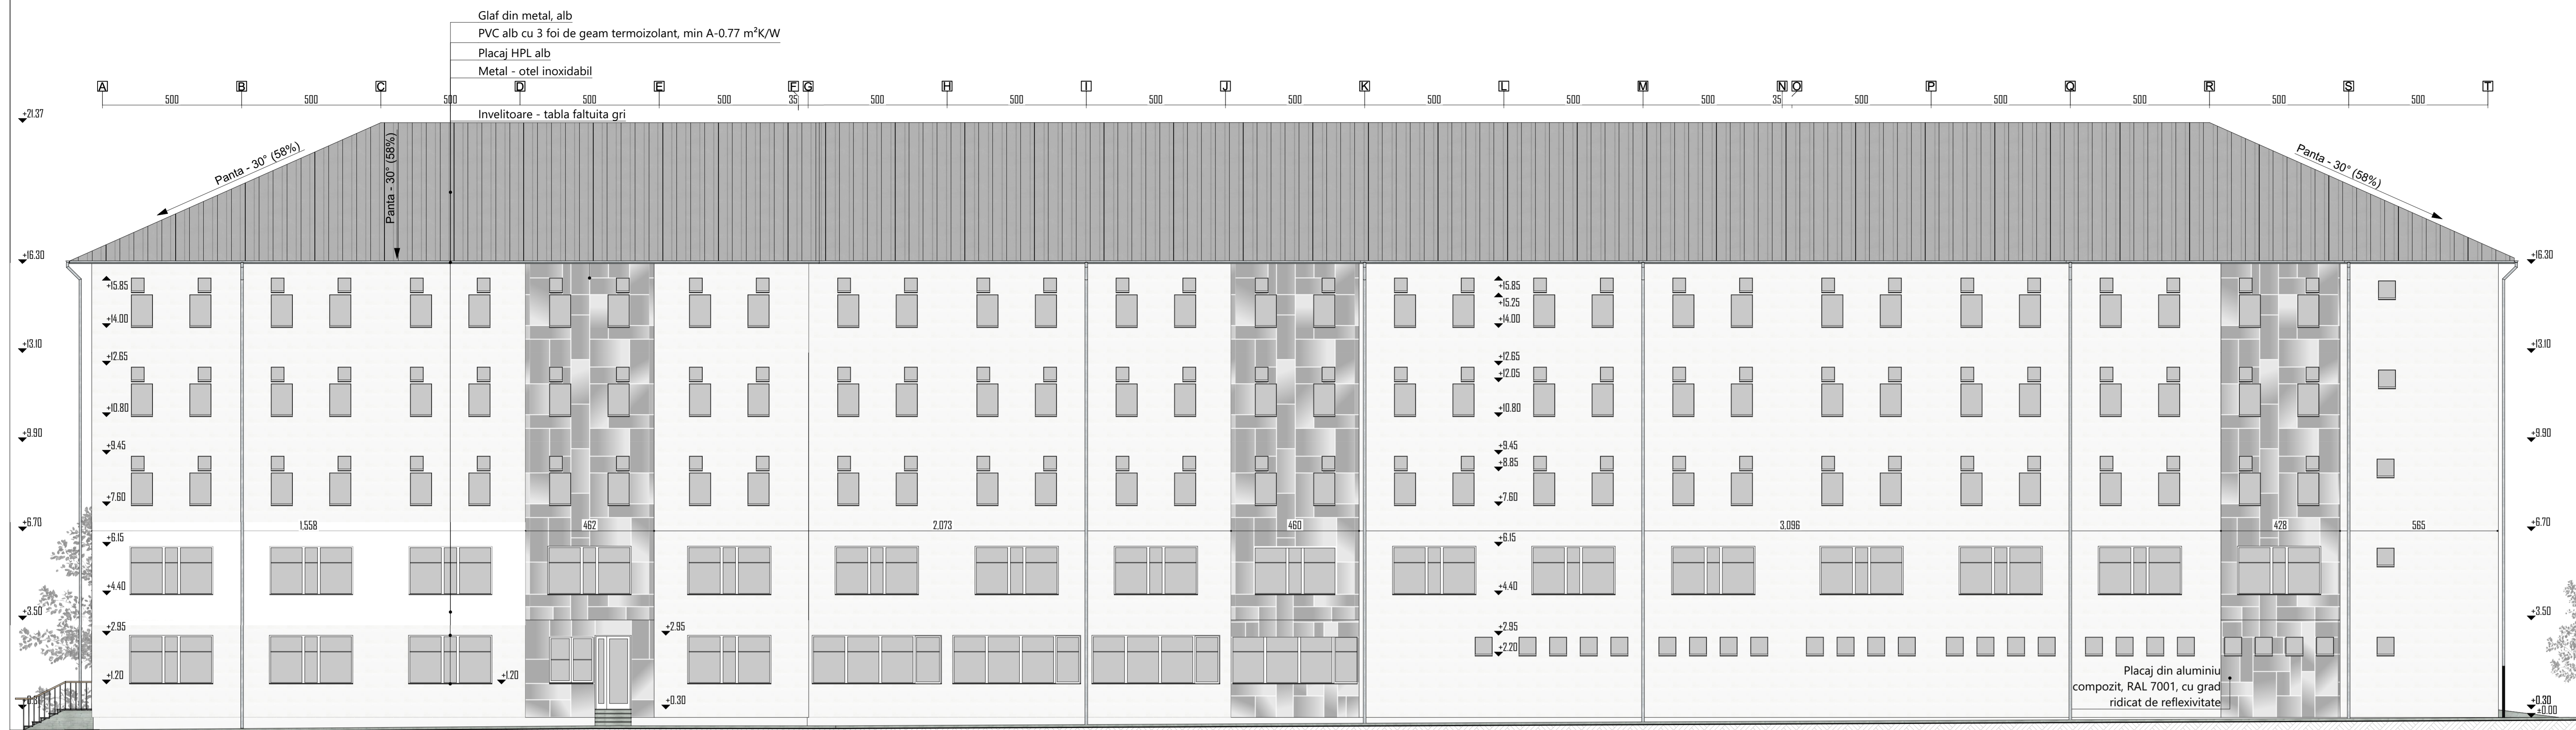 Glaf din metal, alb
PVC alb cu 3 foi de geam termoizolant, min A-0.77 m²K/W
Placaj HPL alb
Metal - otel inoxidabil
A B C D E F G H I J K L M N O P Q R S T
500 500 500 500 500 35 500 500 500 500 500 500 500 35 500 500 500 500 500
Invelitoare - tabla faltuita gri
+21.37
Panta - 30° (58%)
Panta - 30° (58%)
Panta - 30° (58%)
+16.30 +16.30
+15.85 +15.85
+15.25
+14.00 +14.00
+13.10 +13.10
+12.65 +12.65
+12.05
+10.80 +10.80
+9.90 +9.90
+9.45 +9.45
+8.85
+7.60 +7.60
+6.70 +6.70
1,558 462 2,073 460 3,096 428 565
+6.15 +6.15
+4.40 +4.40
+3.50 +3.50
+2.95 +2.95 +2.95
+2.20
+1.20 +1.20
Placaj din aluminiu
compozit, RAL 7001, cu grad
ridicat de reflexivitate
+0.30 +0.30
±0.00